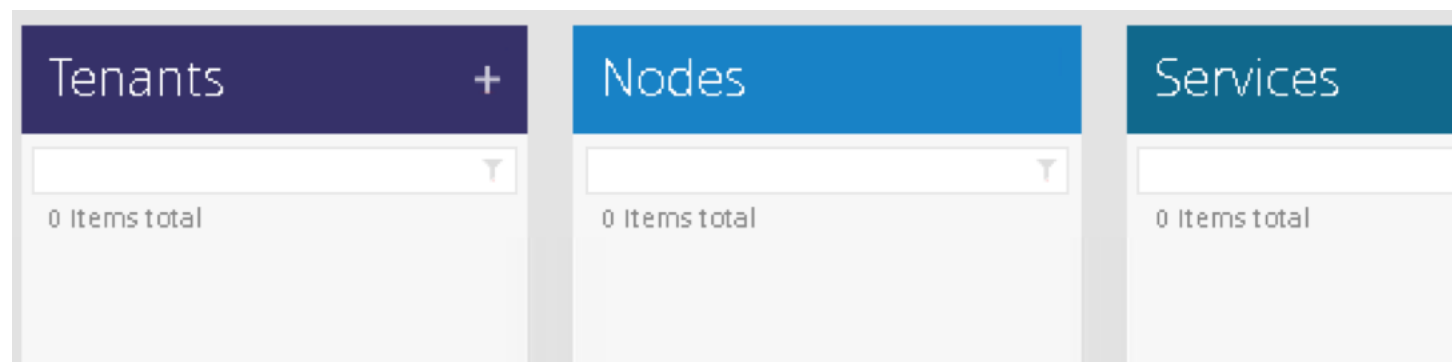 Tenants +
Nodes
Services
0 Items total
0 Items total
0 Items total